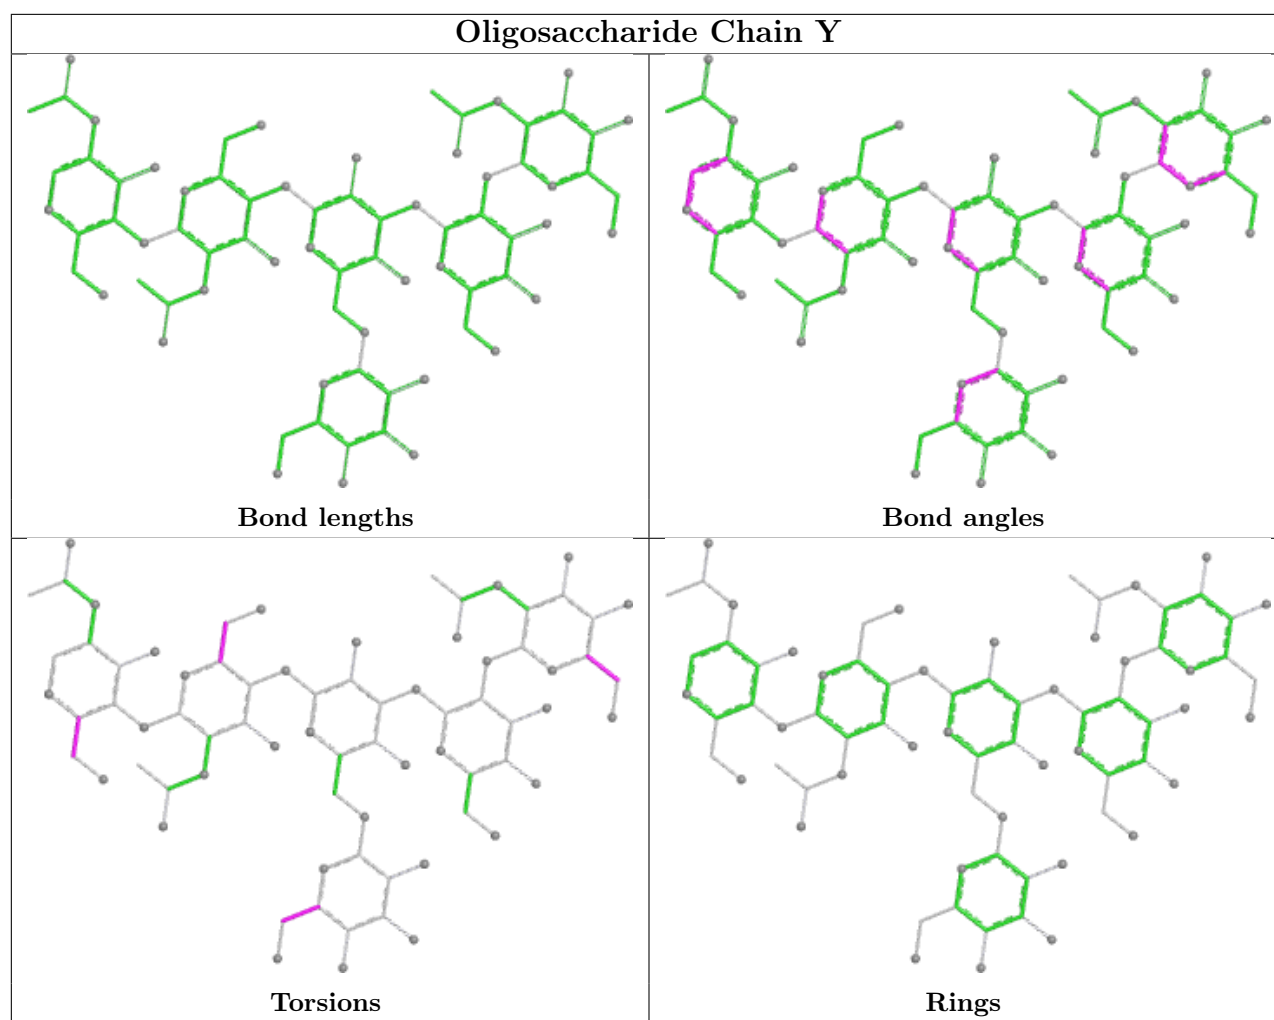 Oligosaccharide Chain Y
Bond lengths
Bond angles
Torsions
Rings